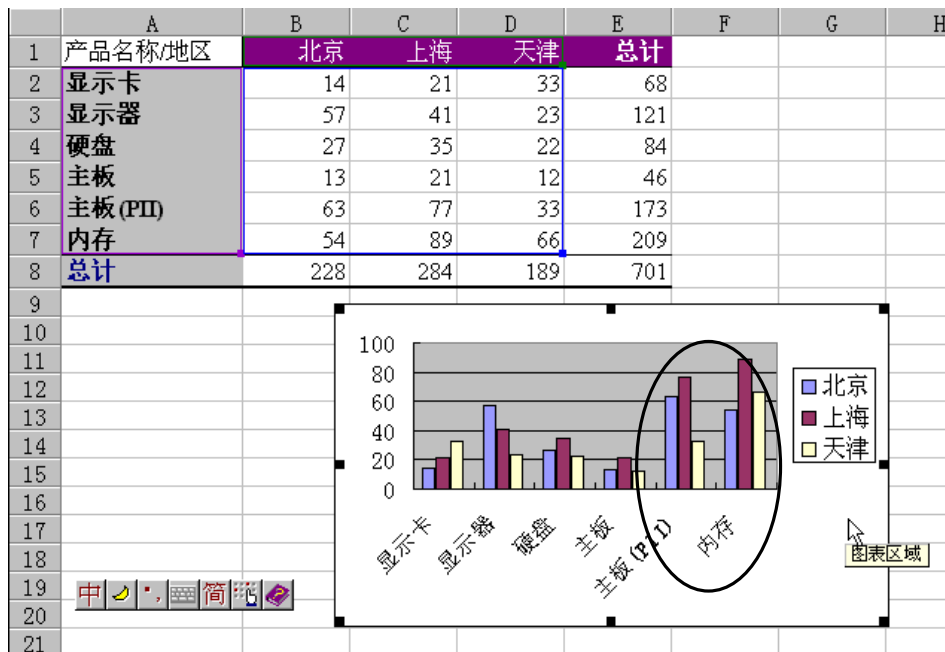 A B C D E F G H
1 产品名称/地区 北京 上海 天津 总计
2 显示卡 14 21 33 68
3 显示器 57 41 23 121
4 硬盘 27 35 22 84
5 主板 13 21 12 46
6 主板(PII) 63 77 33 173
7 内存 54 89 66 209
8 总计 228 284 189 701
9
10
11
12
13
14
15
16
17
18
19
20
21
100
80
60
40
20
0
显示卡 显示器 硬盘 主板 主板(PII) 内存
北京
上海
天津
图表区域
中 简